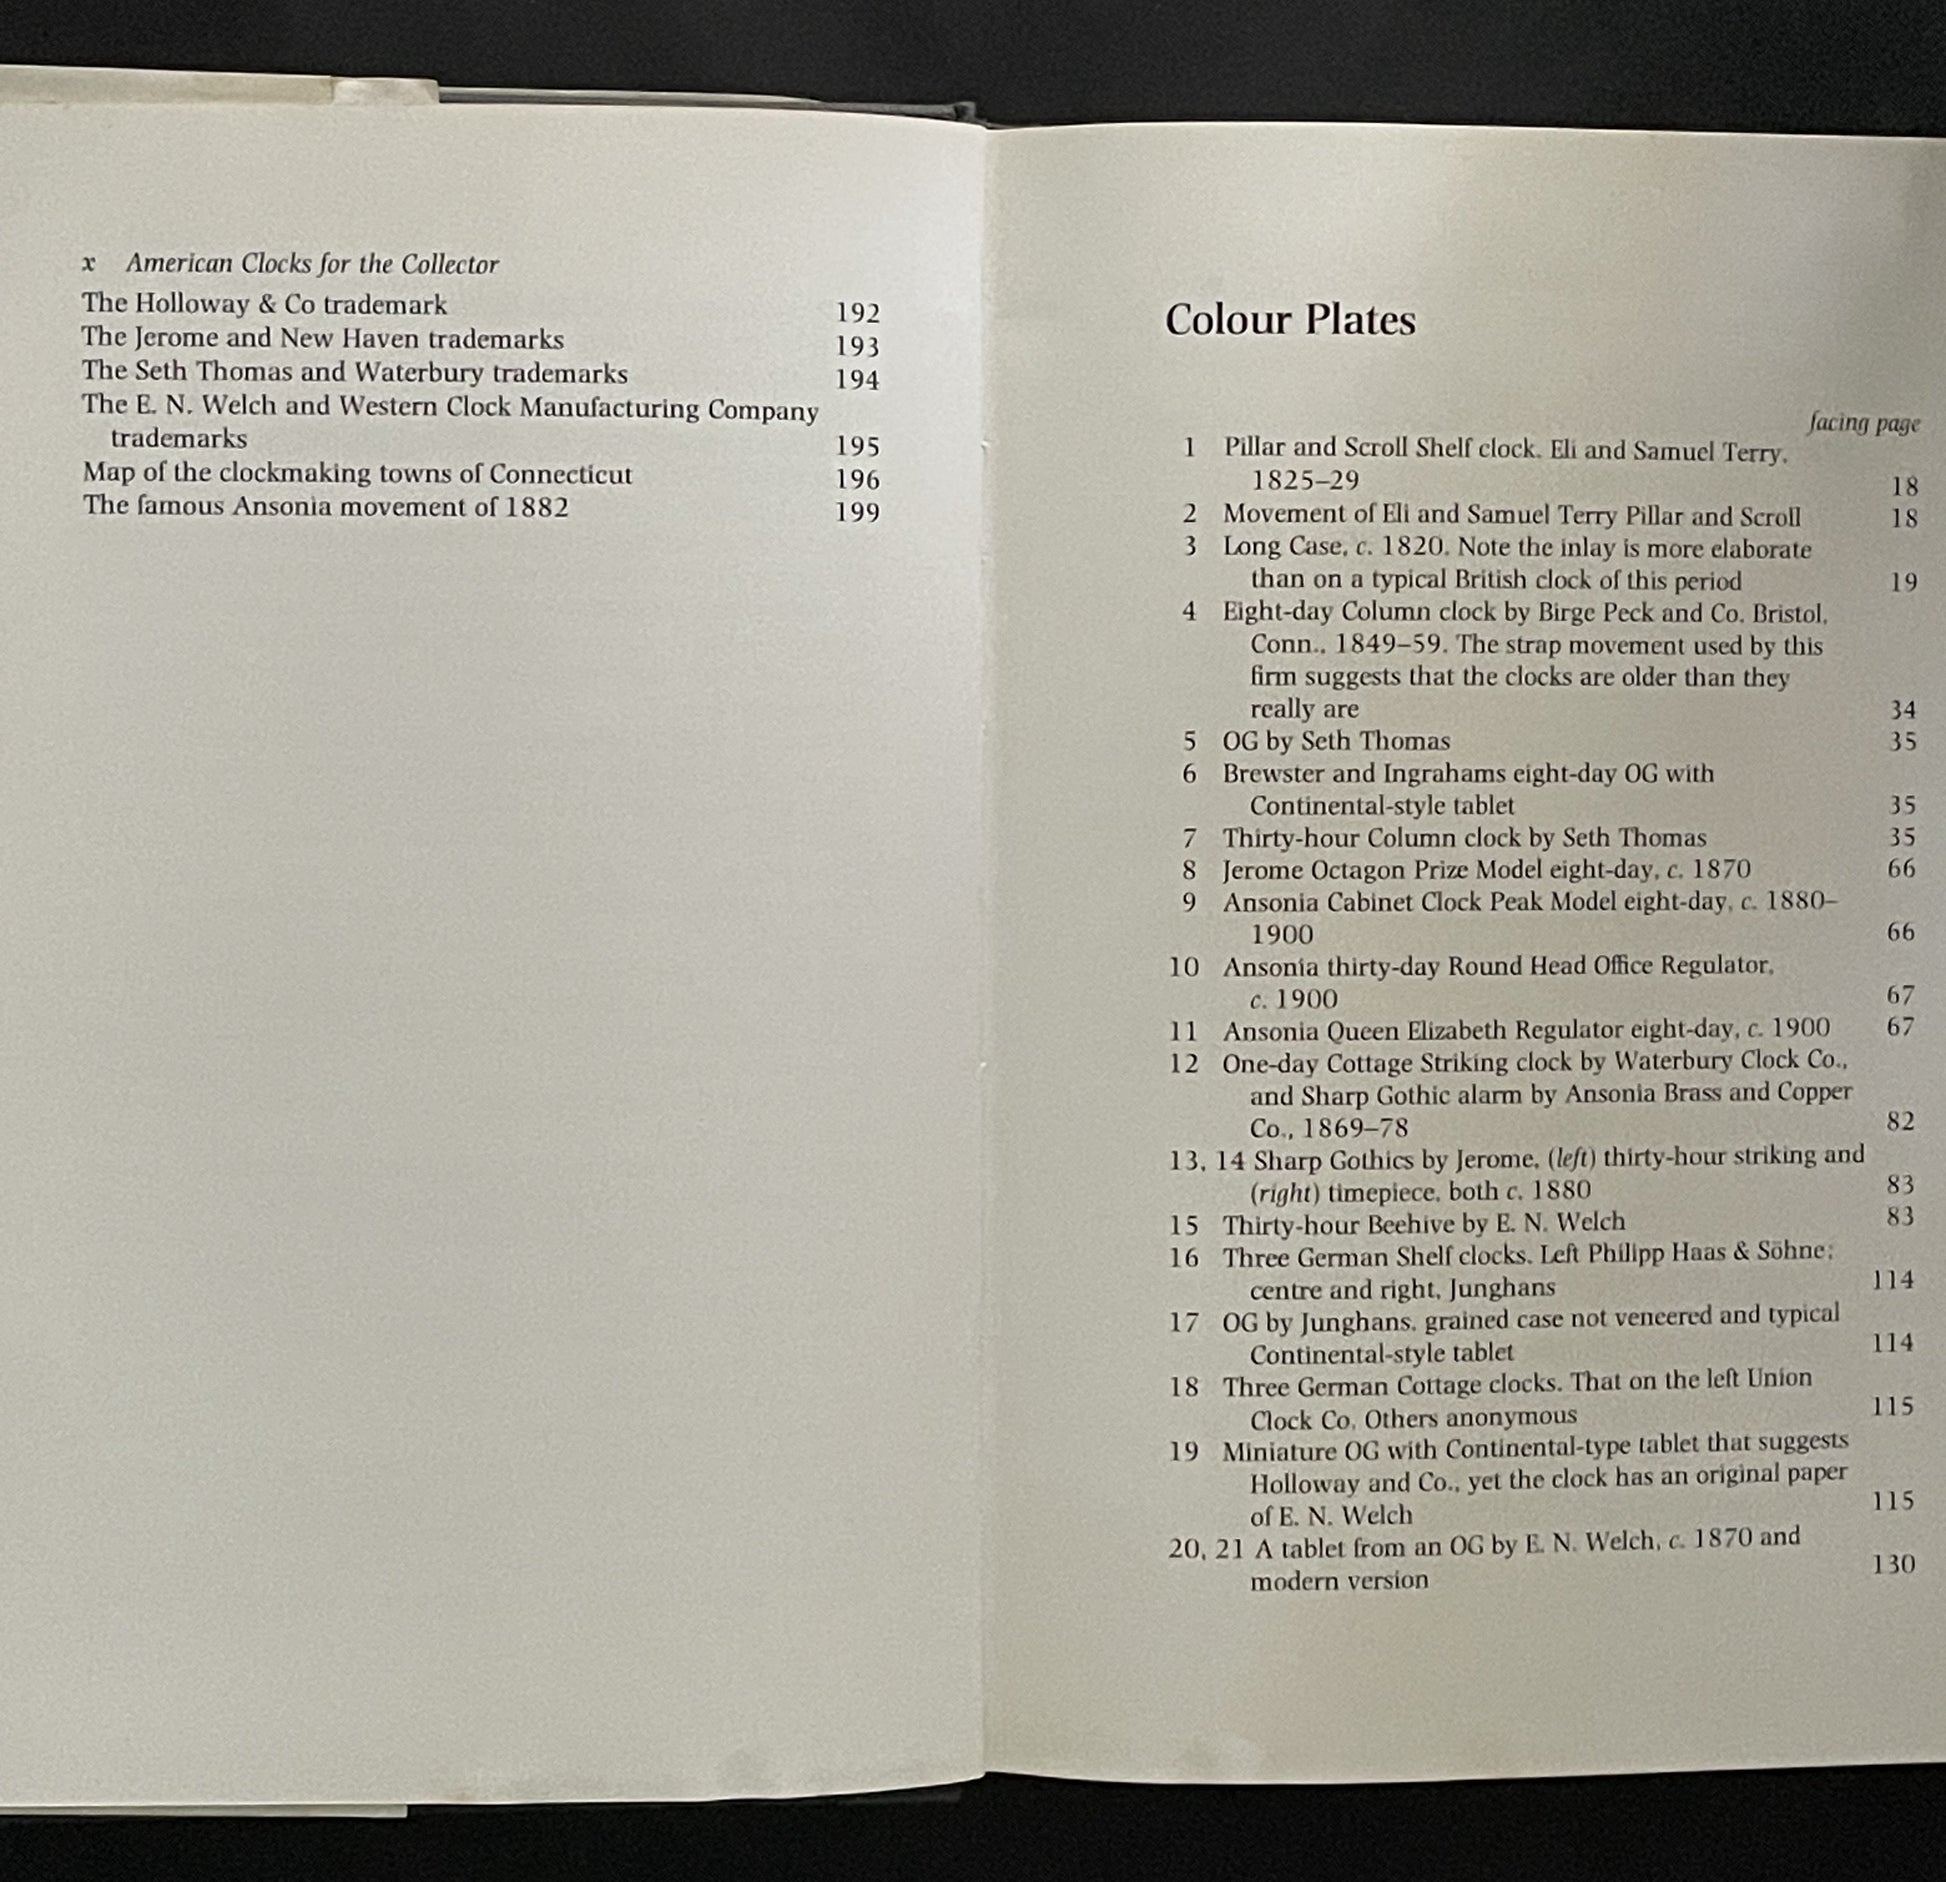 x American Clocks for the Collector
The Holloway & Co trademark 192
The Jerome and New Haven trademarks 193
The Seth Thomas and Waterbury trademarks 194
The E. N. Welch and Western Clock Manufacturing Company
trademarks 195
Map of the clockmaking towns of Connecticut 196
The famous Ansonia movement of 1882 199
Colour Plates
facing page
1 Pillar and Scroll Shelf clock. Eli and Samuel Terry,
1825–29 18
2 Movement of Eli and Samuel Terry Pillar and Scroll 18
3 Long Case, c. 1820. Note the inlay is more elaborate
than on a typical British clock of this period 19
4 Eight-day Column clock by Birge Peck and Co. Bristol,
Conn., 1849–59. The strap movement used by this
firm suggests that the clocks are older than they
really are 34
5 OG by Seth Thomas 35
6 Brewster and Ingrahams eight-day OG with
Continental-style tablet 35
7 Thirty-hour Column clock by Seth Thomas 35
8 Jerome Octagon Prize Model eight-day, c. 1870 66
9 Ansonia Cabinet Clock Peak Model eight-day, c. 1880–
1900 66
10 Ansonia thirty-day Round Head Office Regulator,
c. 1900 67
11 Ansonia Queen Elizabeth Regulator eight-day, c. 1900 67
12 One-day Cottage Striking clock by Waterbury Clock Co.,
and Sharp Gothic alarm by Ansonia Brass and Copper
Co., 1869–78 82
13, 14 Sharp Gothics by Jerome, (left) thirty-hour striking and
(right) timepiece, both c. 1880 83
15 Thirty-hour Beehive by E. N. Welch 83
16 Three German Shelf clocks. Left Philipp Haas & Söhne;
centre and right, Junghans 114
17 OG by Junghans, grained case not veneered and typical
Continental-style tablet 114
18 Three German Cottage clocks. That on the left Union
Clock Co. Others anonymous 115
19 Miniature OG with Continental-type tablet that suggests
Holloway and Co., yet the clock has an original paper
of E. N. Welch 115
20, 21 A tablet from an OG by E. N. Welch, c. 1870 and
modern version 130